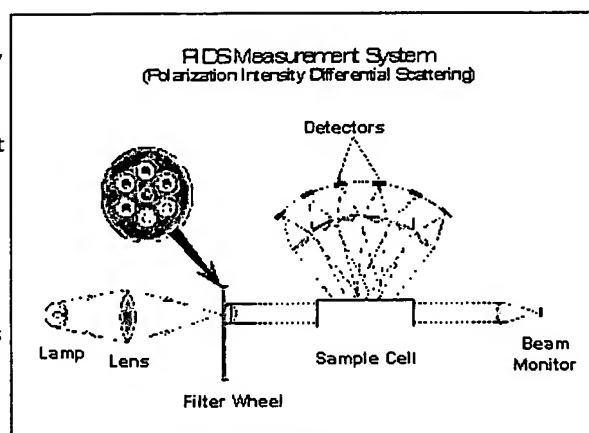 PIDS Measurement System
(Polarization Intensity Differential Scattering)
Detectors
Lamp
Lens
Filter Wheel
Sample Cell
Beam
Monitor